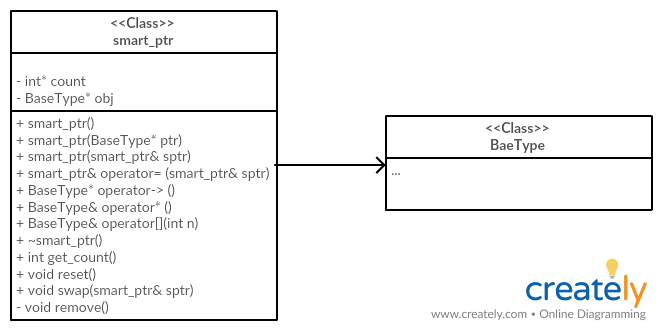 <<Class>>
smart_ptr
- int* count
- BaseType* obj
+ smart_ptr()
+ smart_ptr(BaseType* ptr)
+ smart_ptr(smart_ptr& sptr)
+ smart_ptr& operator= (smart_ptr& sptr)
+ BaseType* operator-> ()
+ BaseType& operator* ()
+ BaseType& operator[](int n)
+ ~smart_ptr()
+ int get_count()
+ void reset()
+ void swap(smart_ptr& sptr)
- void remove()
<<Class>>
BaeType
...
creately
www.creately.com • Online Diagramming